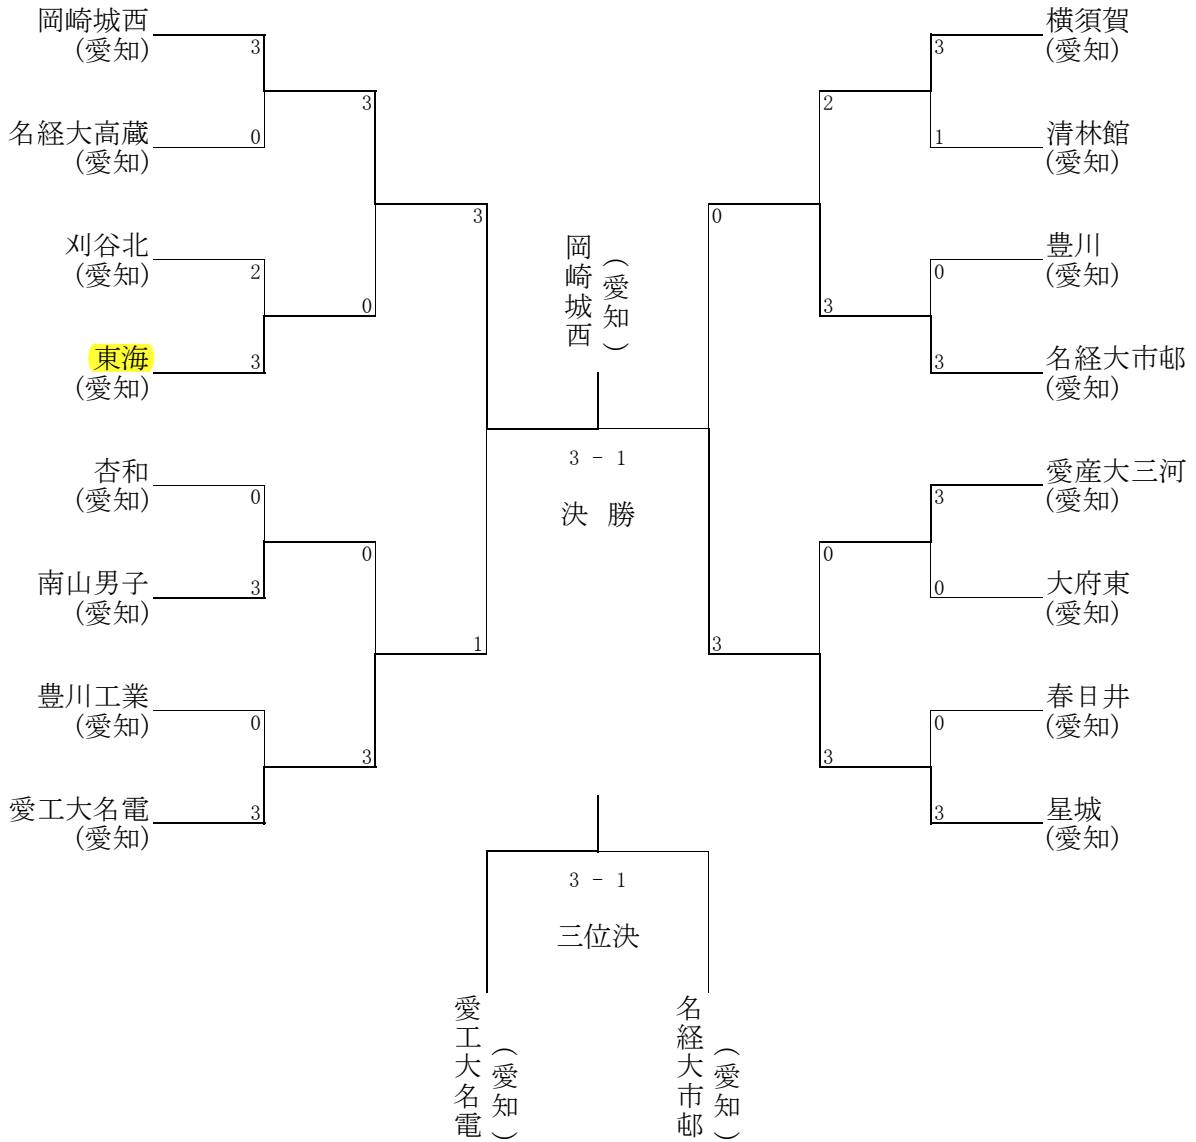 岡崎城西
(愛知)
3
3
名経大高蔵
(愛知)
0
3
刈谷北
(愛知)
2
0
東海
(愛知)
3
杏和
(愛知)
0
0
南山男子
(愛知)
3
1
豊川工業
(愛知)
0
3
愛工大名電
(愛知)
3
岡崎城西
(愛知)
3 - 1
決 勝
横須賀
(愛知)
3
2
清林館
(愛知)
1
0
豊川
(愛知)
0
3
名経大市邨
(愛知)
3
愛産大三河
(愛知)
3
0
大府東
(愛知)
0
3
春日井
(愛知)
0
3
星城
(愛知)
3
3 - 1
三位決
愛工大名電
(愛知)
名経大市邨
(愛知)